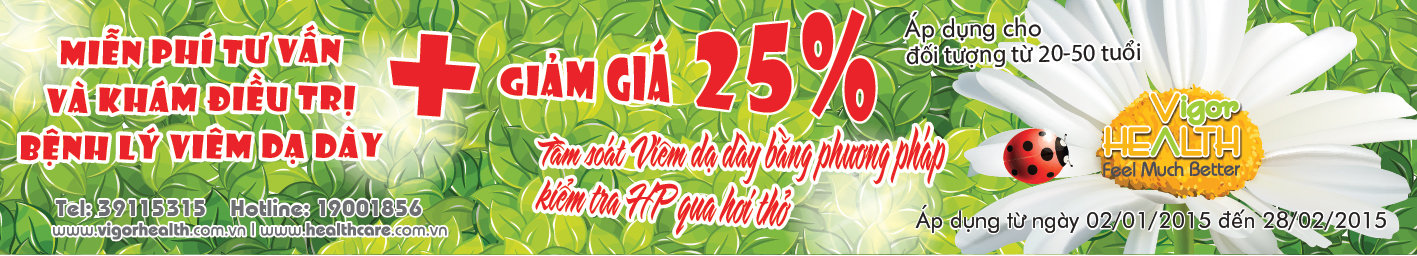 MIỄN PHÍ TƯ VẤN
VÀ KHÁM ĐIỀU TRỊ
BỆNH LÝ VIÊM DẠ DÀY
+
GIẢM GIÁ 25%
Tầm soát Viêm dạ dày bằng phương pháp
kiểm tra HP qua hơi thở
Áp dụng cho
đối tượng từ 20-50 tuổi
Vigor
HEALTH
Feel Much Better
Tel: 39115315 Hotline: 19001856
www.vigorhealth.com.vn | www.healthcare.com.vn
Áp dụng từ ngày 02/01/2015 đến 28/02/2015